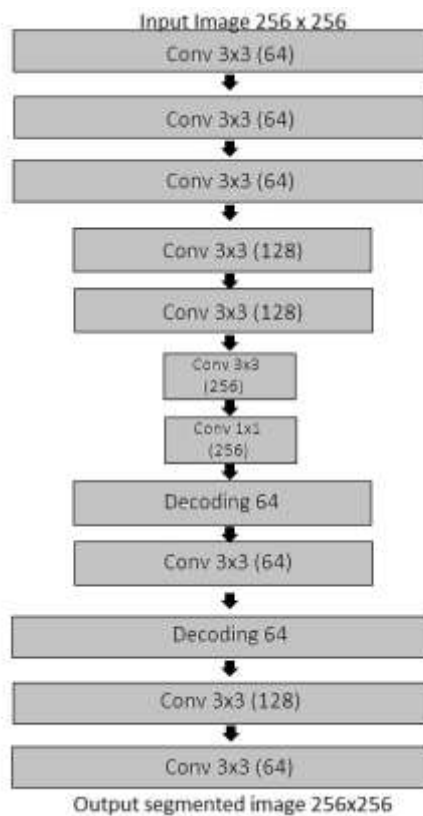 Input Image 256 x 256
Conv 3x3 (64)
Conv 3x3 (64)
Conv 3x3 (64)
Conv 3x3 (128)
Conv 3x3 (128)
Conv 3x3
(256)
Conv 1x1
(256)
Decoding 64
Conv 3x3 (64)
Decoding 64
Conv 3x3 (128)
Conv 3x3 (64)
Output segmented image 256x256